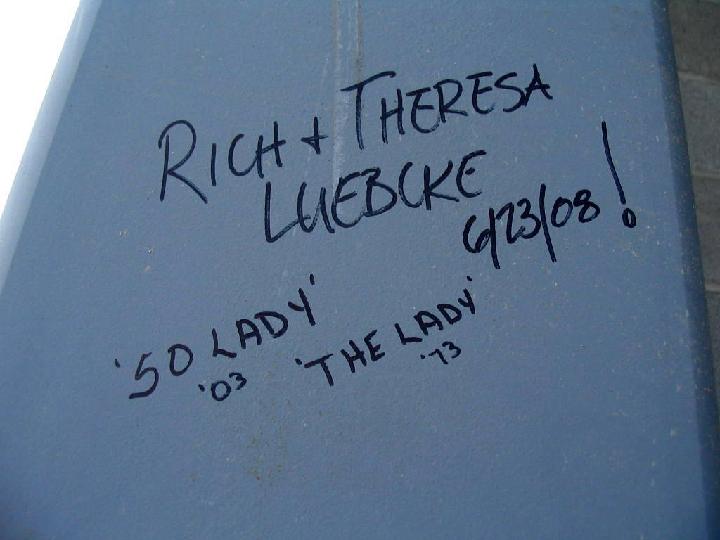 RICH + THERESA
LUEBCKE
6/23/08 !
'50 LADY' 'THE LADY'
'03 '73